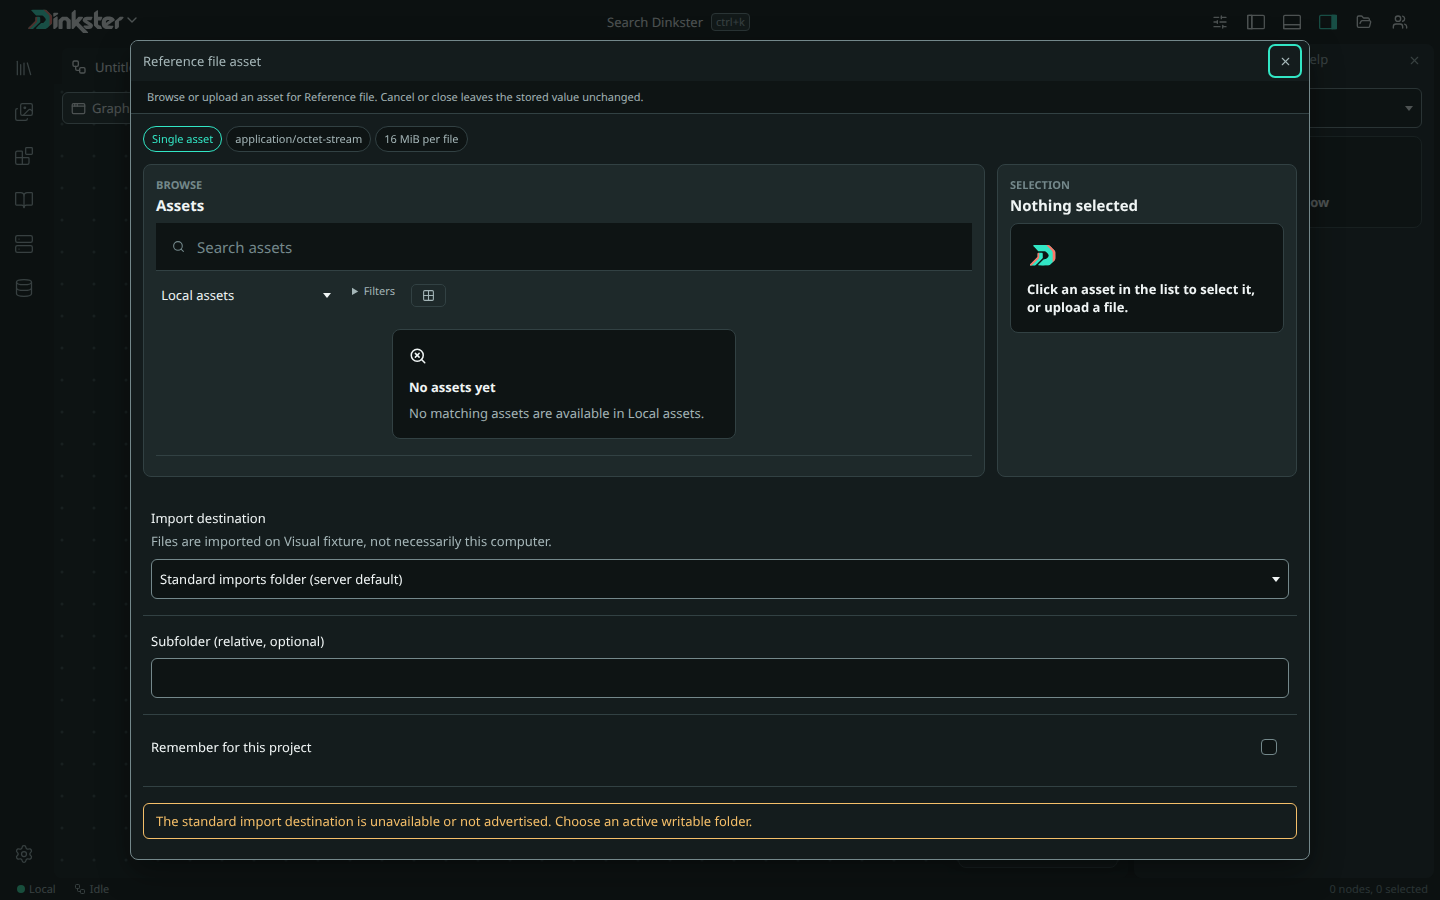 Dinkster
Search Dinkster ctrl+k
Reference file asset
Browse or upload an asset for Reference file. Cancel or close leaves the stored value unchanged.
Single asset
application/octet-stream
16 MiB per file
BROWSE
Assets
Search assets
Local assets
Filters
No assets yet
No matching assets are available in Local assets.
SELECTION
Nothing selected
Click an asset in the list to select it,
or upload a file.
Import destination
Files are imported on Visual fixture, not necessarily this computer.
Standard imports folder (server default)
Subfolder (relative, optional)
Remember for this project
The standard import destination is unavailable or not advertised. Choose an active writable folder.
Untitl
Graph
elp
ow
Local
Idle
0 nodes, 0 selected